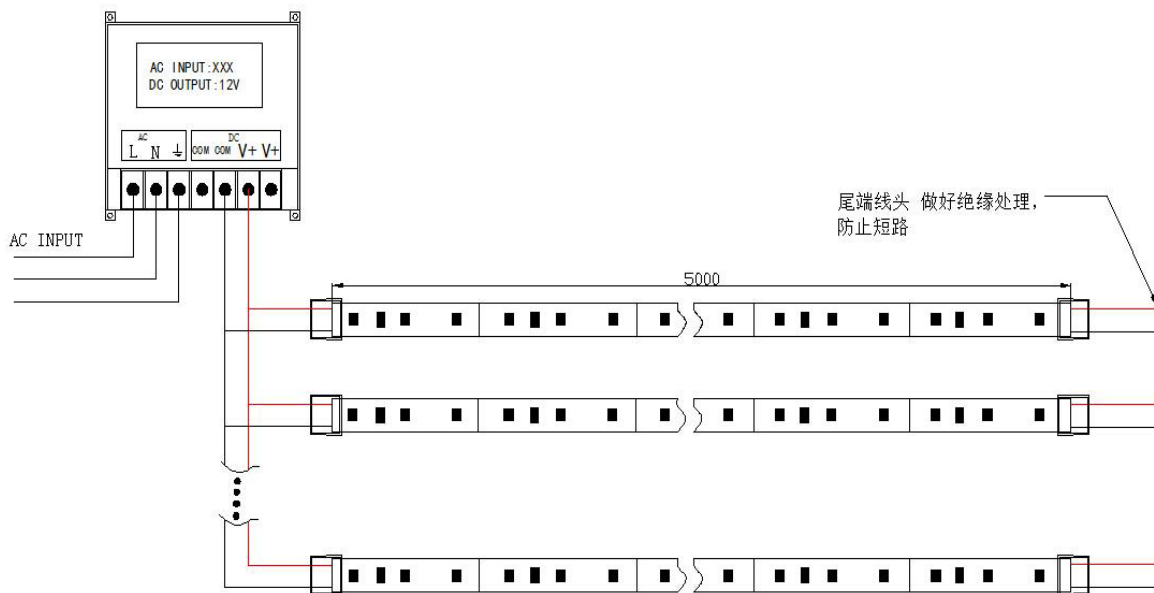 AC INPUT:XXX
DC OUTPUT:12V
AC DC
L N ⏚ COM COM V+ V+
AC INPUT
尾端线头 做好绝缘处理,
防止短路
5000